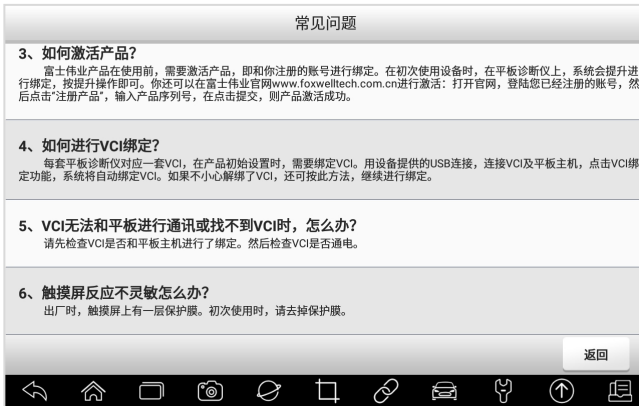 常见问题
3、如何激活产品？
富士伟业产品在使用前，需要激活产品，即和你注册的账号进行绑定。在初次使用设备时，在平板诊断仪上，系统会提升进
行绑定，按提升操作即可。你还可以在富士伟业官网www.foxwelltech.com.cn进行激活：打开官网，登陆您已经注册的账号，然
后点击"注册产品"，输入产品序列号，在点击提交，则产品激活成功。
4、如何进行VCI绑定？
每套平板诊断仪对应一套VCI，在产品初始设置时，需要绑定VCI。用设备提供的USB连接，连接VCI及平板主机，点击VCI绑
定功能，系统将自动绑定VCI。如果不小心解绑了VCI，还可按此方法，继续进行绑定。
5、VCI无法和平板进行通讯或找不到VCI时，怎么办？
请先检查VCI是否和平板主机进行了绑定。然后检查VCI是否通电。
6、触摸屏反应不灵敏怎么办？
出厂时，触摸屏上有一层保护膜。初次使用时，请去掉保护膜。
返回